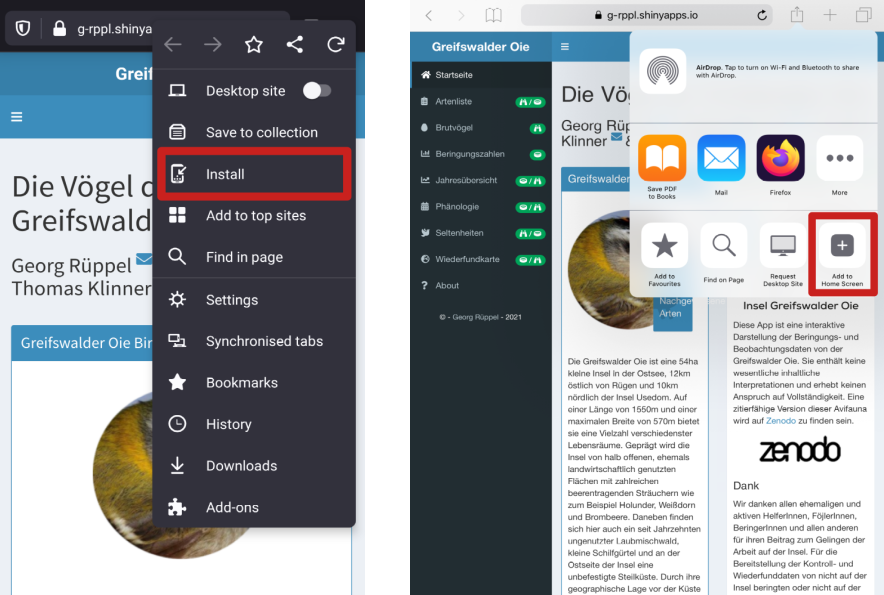 g-rppl.shinya
Desktop site
Save to collection
Install
Add to top sites
Find in page
Settings
Synchronised tabs
Bookmarks
History
Downloads
Add-ons
Greif
Die Vögel d
Greifswald
Georg Rüppel
Thomas Klinner
Greifswalder Oie Bir
g-rppl.shinyapps.io
Greifswalder Oie
Startseite
Artenliste
Brutvögel
Beringungszahlen
Jahresübersicht
Phänologie
Seltenheiten
Wiederfundkarte
About
© - Georg Rüppel - 2021
AirDrop. Tap to turn on Wi-Fi and Bluetooth to share
with AirDrop.
Save PDF
to Books
Mail
Firefox
More
Add to
Favourites
Find on Page
Request
Desktop Site
Add to
Home Screen
Die Vö
Georg Rüp
Klinner &
Greifswalder
Nachge
Arten
Die Greifswalder Oie ist eine 54ha
kleine Insel in der Ostsee, 12km
östlich von Rügen und 10km
nördlich der Insel Usedom. Auf
einer Länge von 1550m und einer
maximalen Breite von 570m bietet
sie eine Vielzahl verschiedenster
Lebensräume. Geprägt wird die
Insel von halb offenen, ehemals
landwirtschaftlich genutzten
Flächen mit zahlreichen
beerentragenden Sträuchern wie
zum Beispiel Holunder, Weißdorn
und Brombeere. Daneben finden
sich hier auch ein seit Jahrzehnten
ungenutzter Laubmischwald,
kleine Schilfgürtel und an der
Ostseite der Insel eine
unbefestigte Steilküste. Durch ihre
geographische Lage vor der Küste
Insel Greifswalder Oie
Diese App ist eine interaktive
Darstellung der Beringungs- und
Beobachtungsdaten von der
Greifswalder Oie. Sie enthält keine
wesentliche inhaltliche
Interpretationen und erhebt keinen
Anspruch auf Vollständigkeit. Eine
zitierfähige Version dieser Avifauna
wird auf Zenodo zu finden sein.
zenodo
Dank
Wir danken allen ehemaligen und
aktiven HelferInnen, FöjlerInnen,
BeringerInnen und allen anderen
für ihren Beitrag zum Gelingen der
Arbeit auf der Insel. Für die
Bereitstellung der Kontroll- und
Wiederfunddaten von nicht auf der
Insel beringten oder nicht auf der